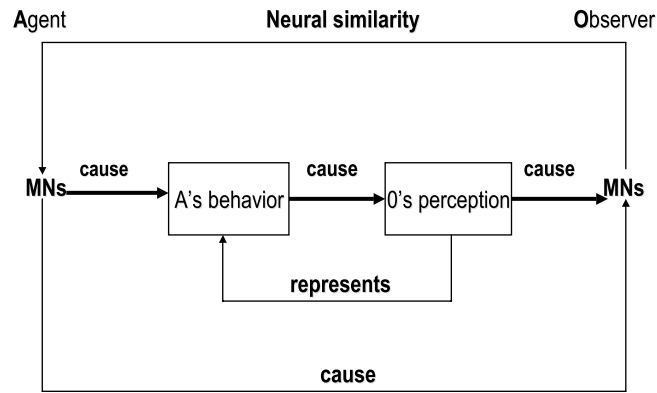 Agent Neural similarity Observer
cause cause cause
MNs A's behavior 0's perception MNs
represents
cause